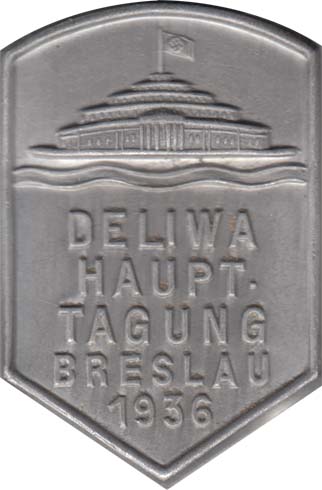 DELIWA
HAUPT-
TAGUNG
BRESLAU
1936